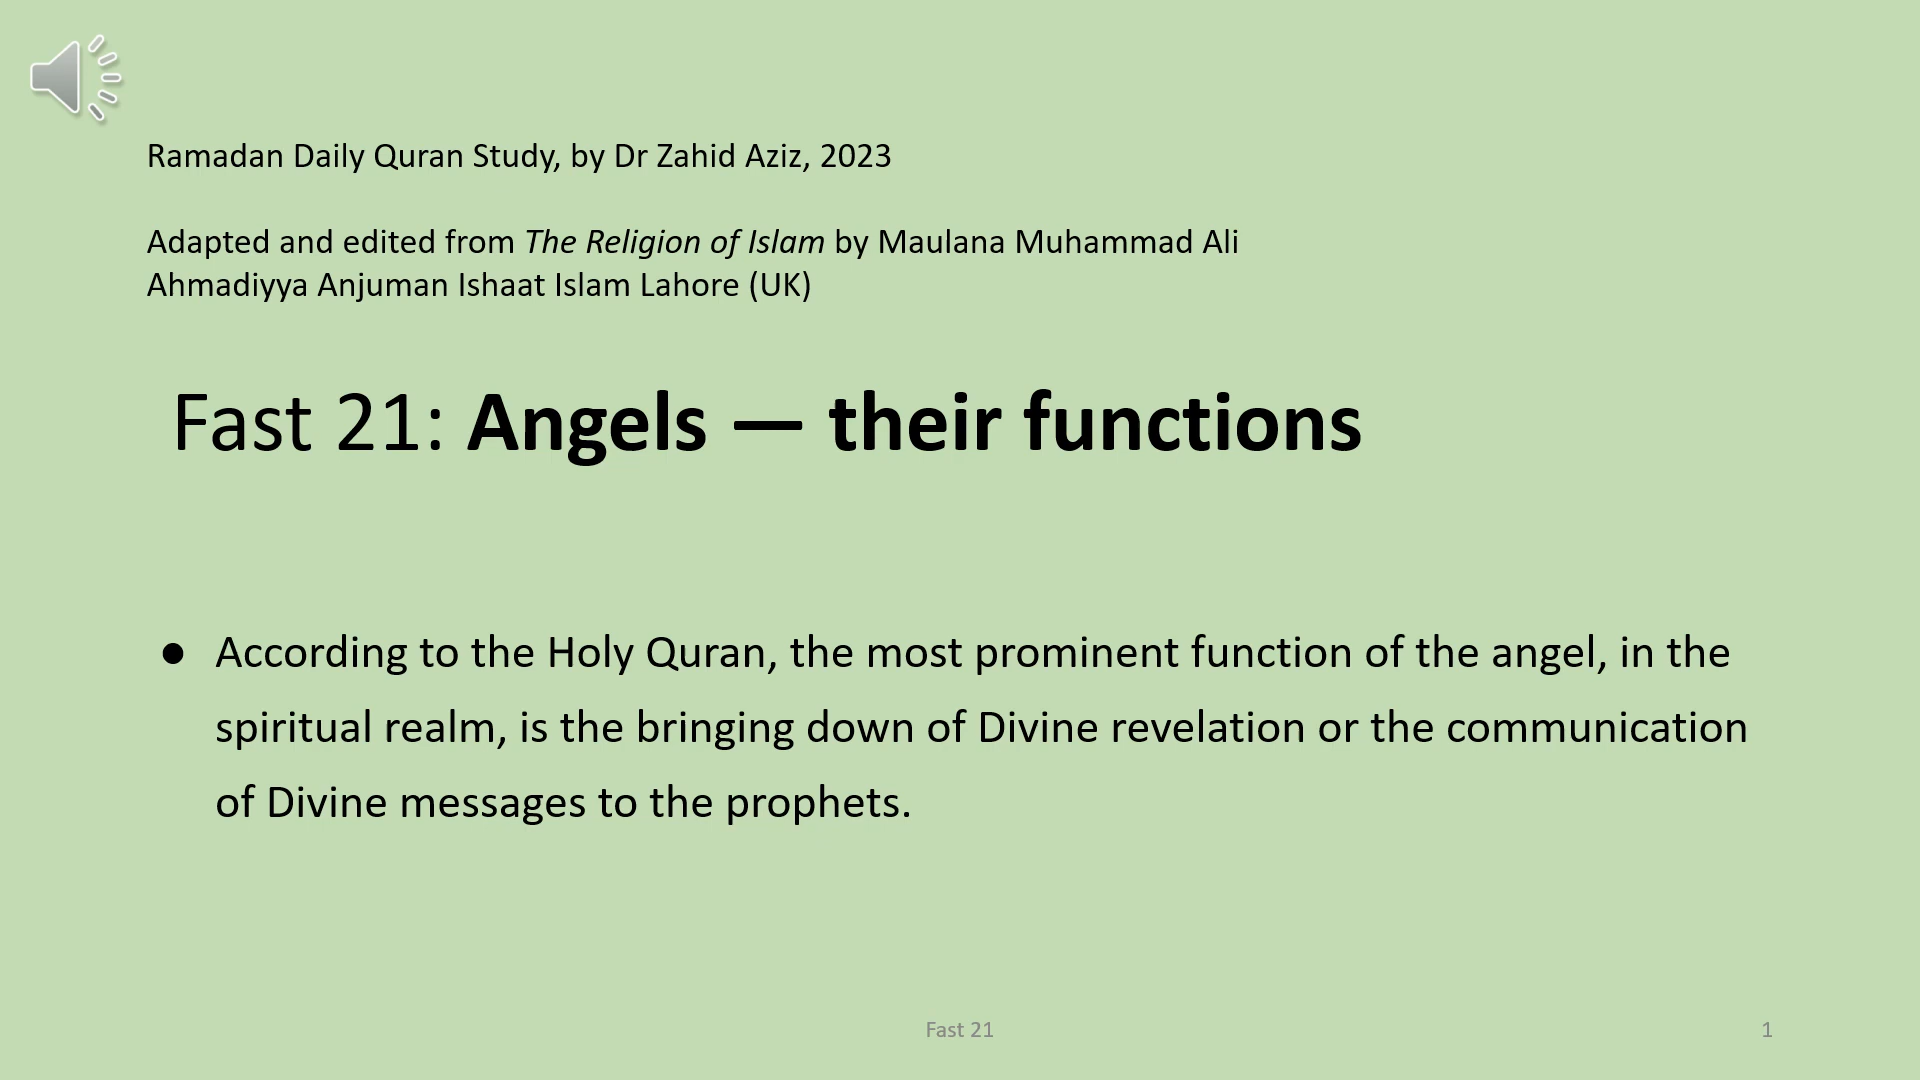 Ramadan Daily Quran Study, by Dr Zahid Aziz, 2023
Adapted and edited from The Religion of Islam by Maulana Muhammad Ali
Ahmadiyya Anjuman Ishaat Islam Lahore (UK)
Fast 21: Angels — their functions
● According to the Holy Quran, the most prominent function of the angel, in the
spiritual realm, is the bringing down of Divine revelation or the communication
of Divine messages to the prophets.
Fast 21
1